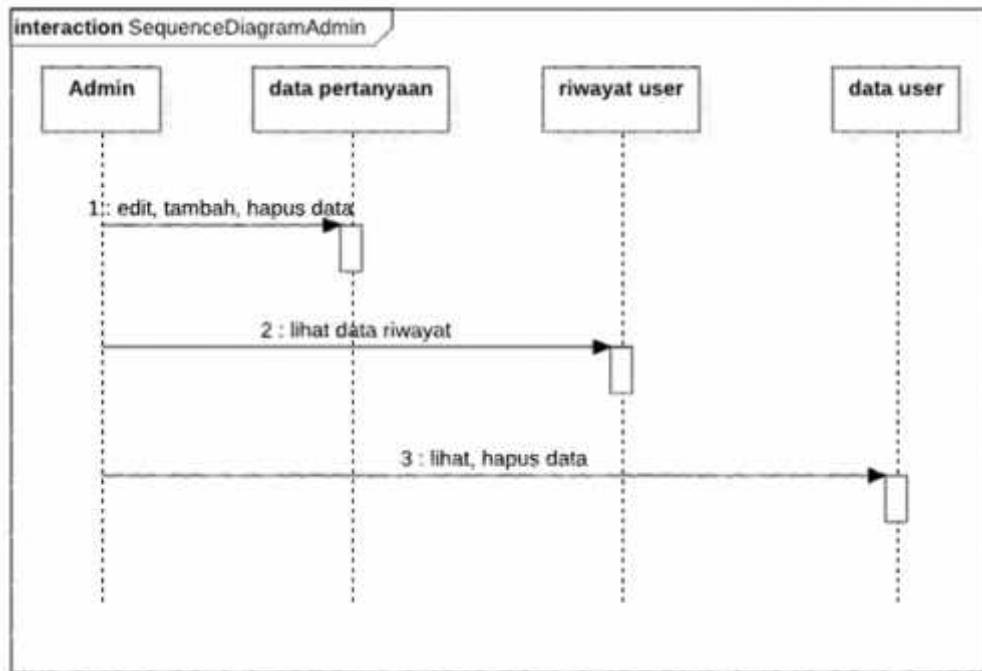 interaction SequenceDiagramAdmin
Admin
data pertanyaan
riwayat user
data user
1 : edit, tambah, hapus data
2 : lihat data riwayat
3 : lihat, hapus data